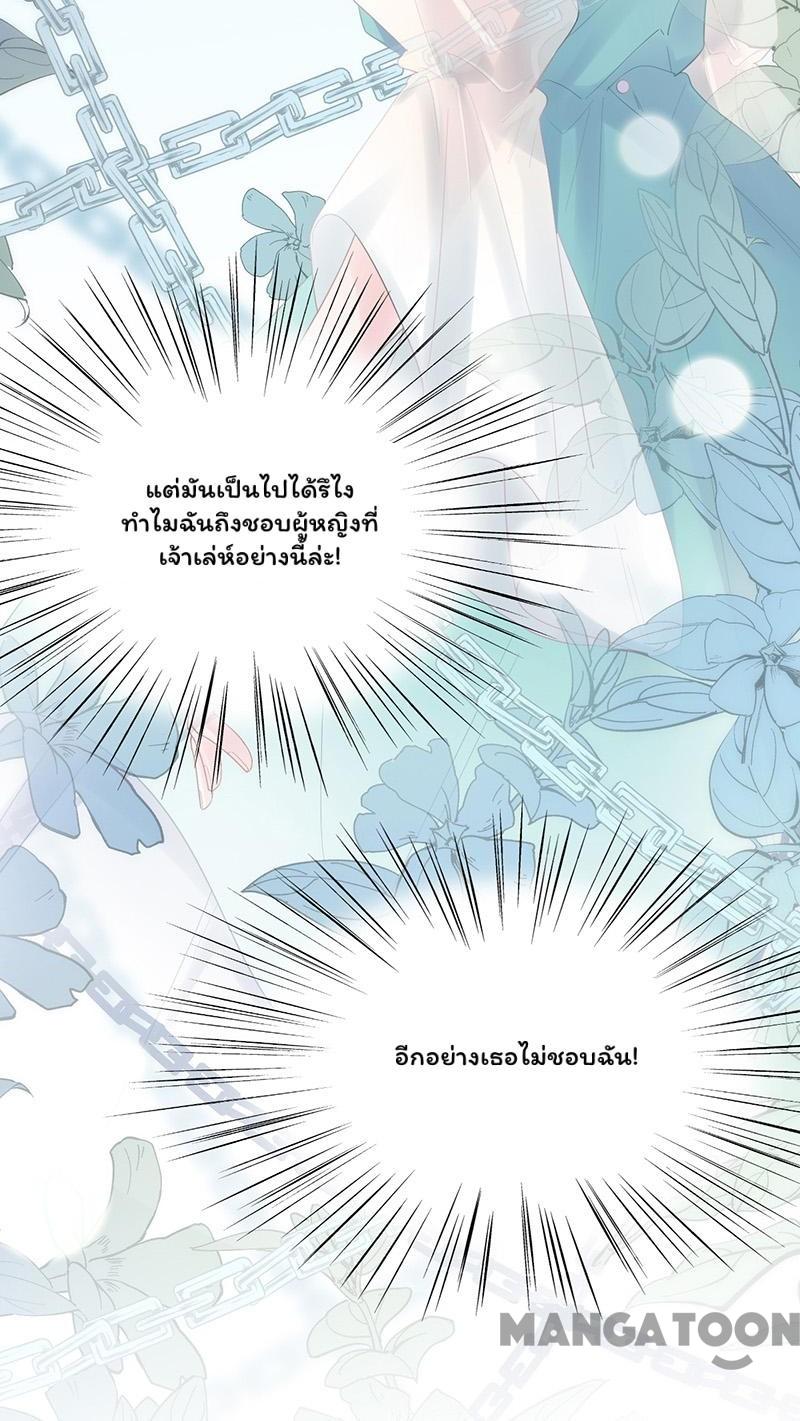 แต่มันเป็นไปได้รึไง
ทำไมฉันถึงชอบผู้หญิงที่
เจ้าเล่ห์อย่างนี้ล่ะ!
อีกอย่างเธอไม่ชอบฉัน!
MANGATOON